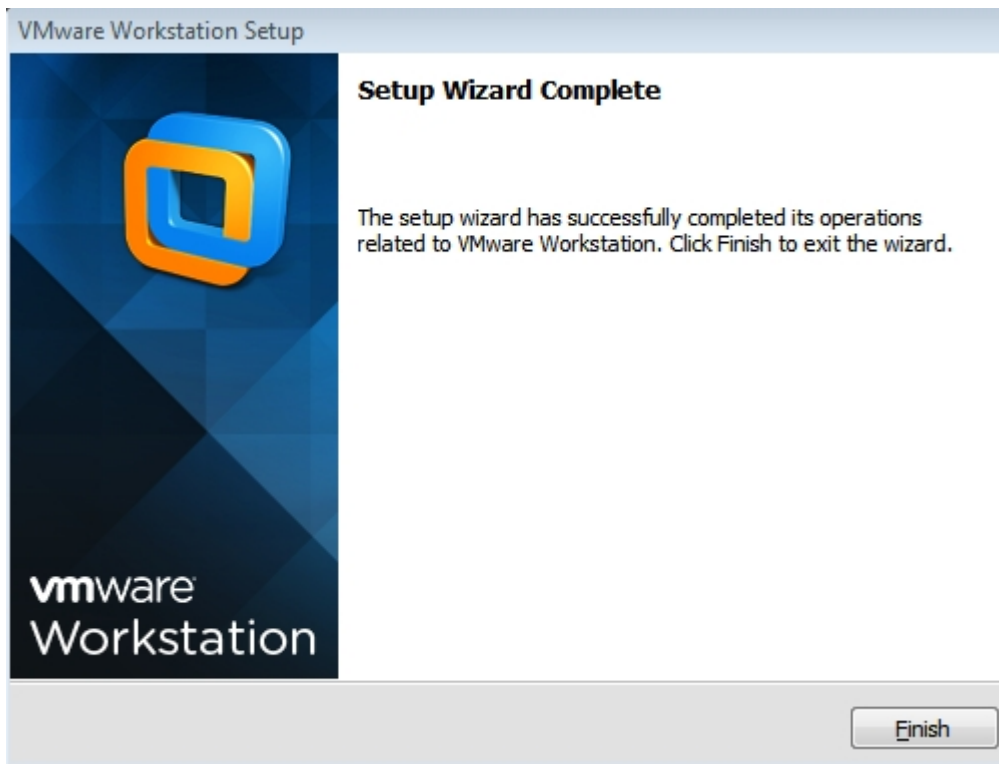 VMware Workstation Setup
Setup Wizard Complete
The setup wizard has successfully completed its operations
related to VMware Workstation. Click Finish to exit the wizard.
vmware
Workstation
Finish